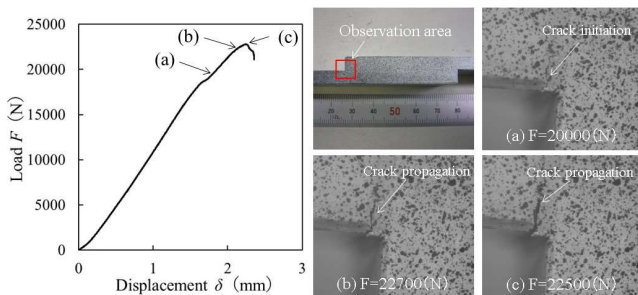 25000
20000
15000
10000
5000
0
0
1
2
3
Load F (N)
Displacement δ (mm)
(a)
(b)
(c)
Observation area
50
Crack initiation
(a) F=20000(N)
Crack propagation
(b) F=22700(N)
Crack propagation
(c) F=22500(N)